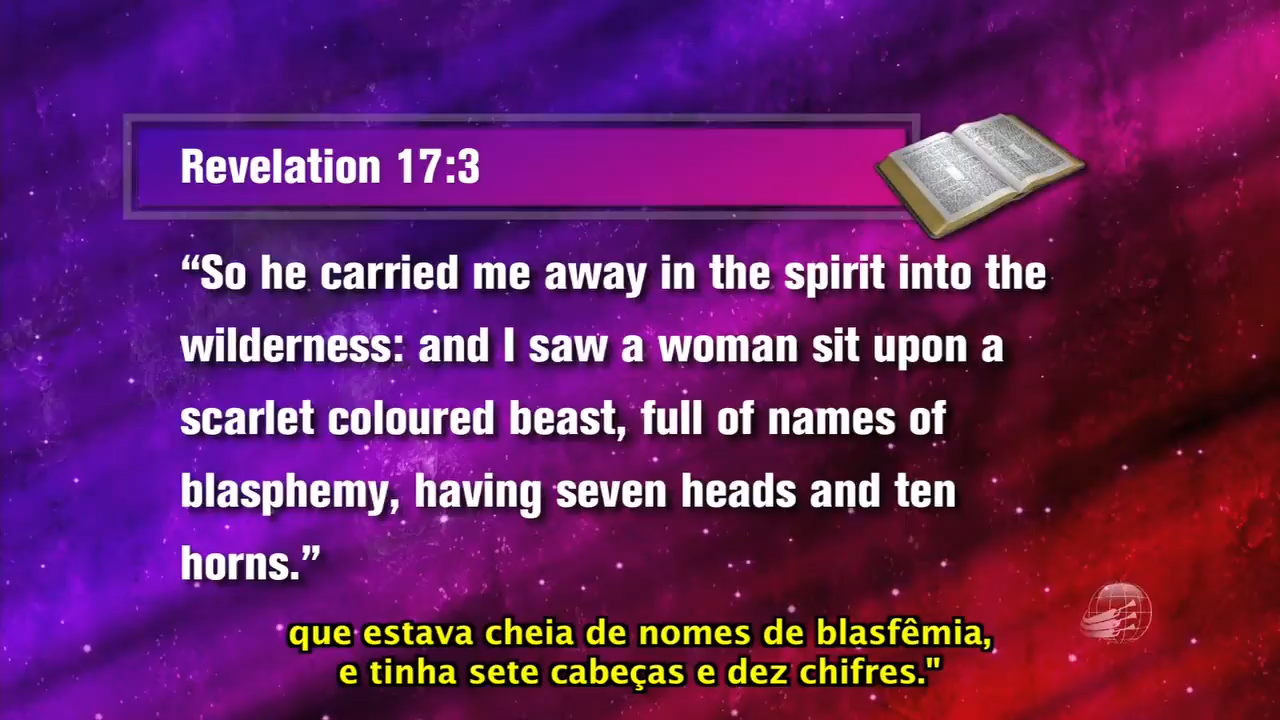 Revelation 17:3
“So he carried me away in the spirit into the
wilderness: and I saw a woman sit upon a
scarlet coloured beast, full of names of
blasphemy, having seven heads and ten
horns.”
que estava cheia de nomes de blasfêmia,
e tinha sete cabeças e dez chifres."